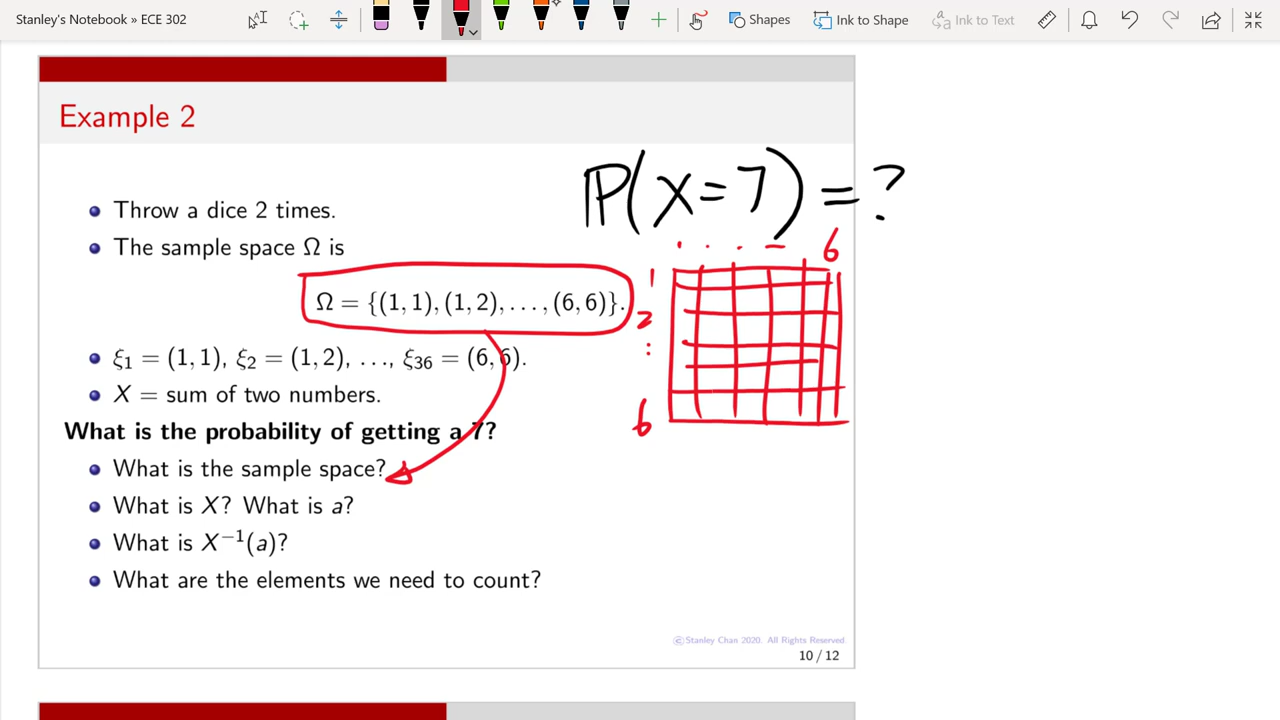 Stanley's Notebook » ECE 302
Shapes
Ink to Shape
Ink to Text
Example 2
ℙ(X=7)=?
Throw a dice 2 times.
The sample space Ω is
Ω = {(1, 1), (1, 2), . . . , (6, 6)}.
ξ₁ = (1, 1), ξ₂ = (1, 2), . . ., ξ₃₆ = (6, 6).
X = sum of two numbers.
What is the probability of getting a 7?
What is the sample space?
What is X? What is a?
What is X⁻¹(a)?
What are the elements we need to count?
6
1
2
:
6
©Stanley Chan 2020. All Rights Reserved.
10 / 12